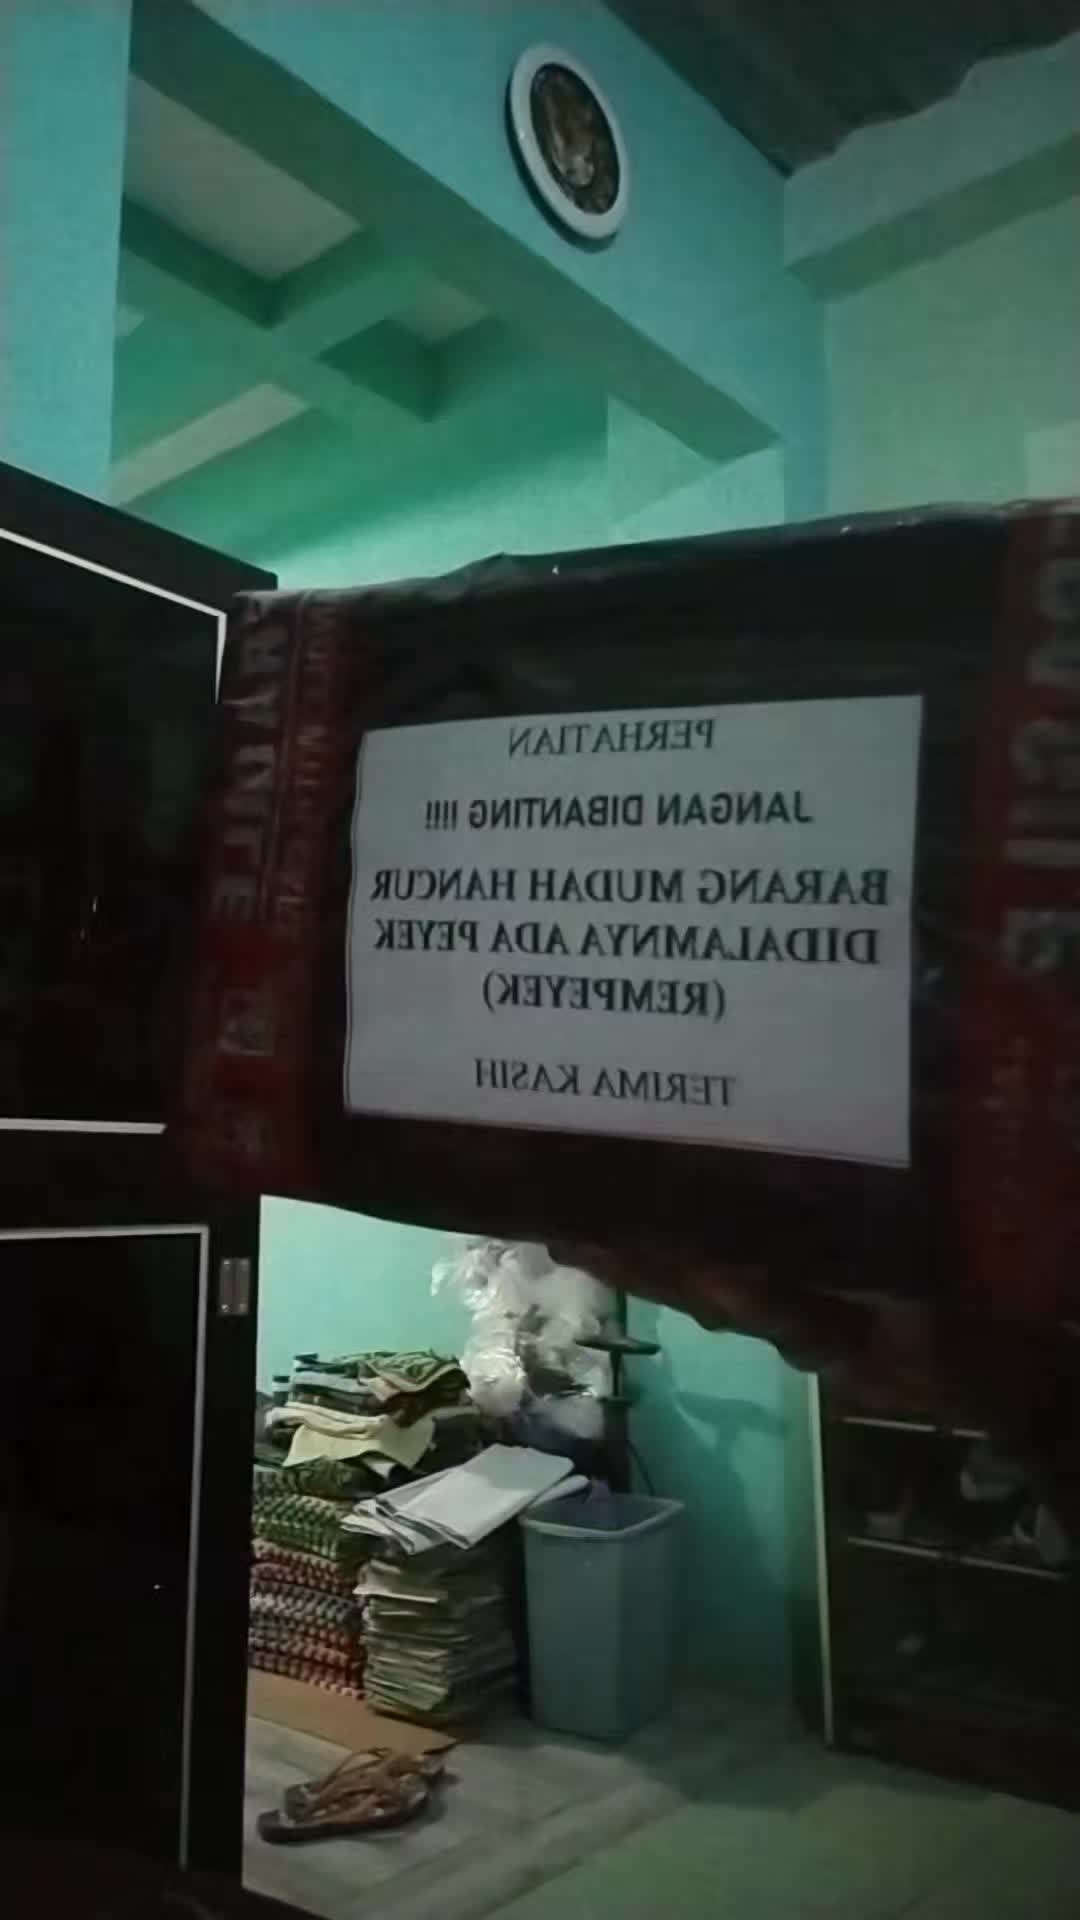 PERHATIAN
JANGAN DIBANTING !!!!
BARANG MUDAH HANCUR
DIDALAMNYA ADA PEYEK
(REMPEYEK)
TERIMA KASIH